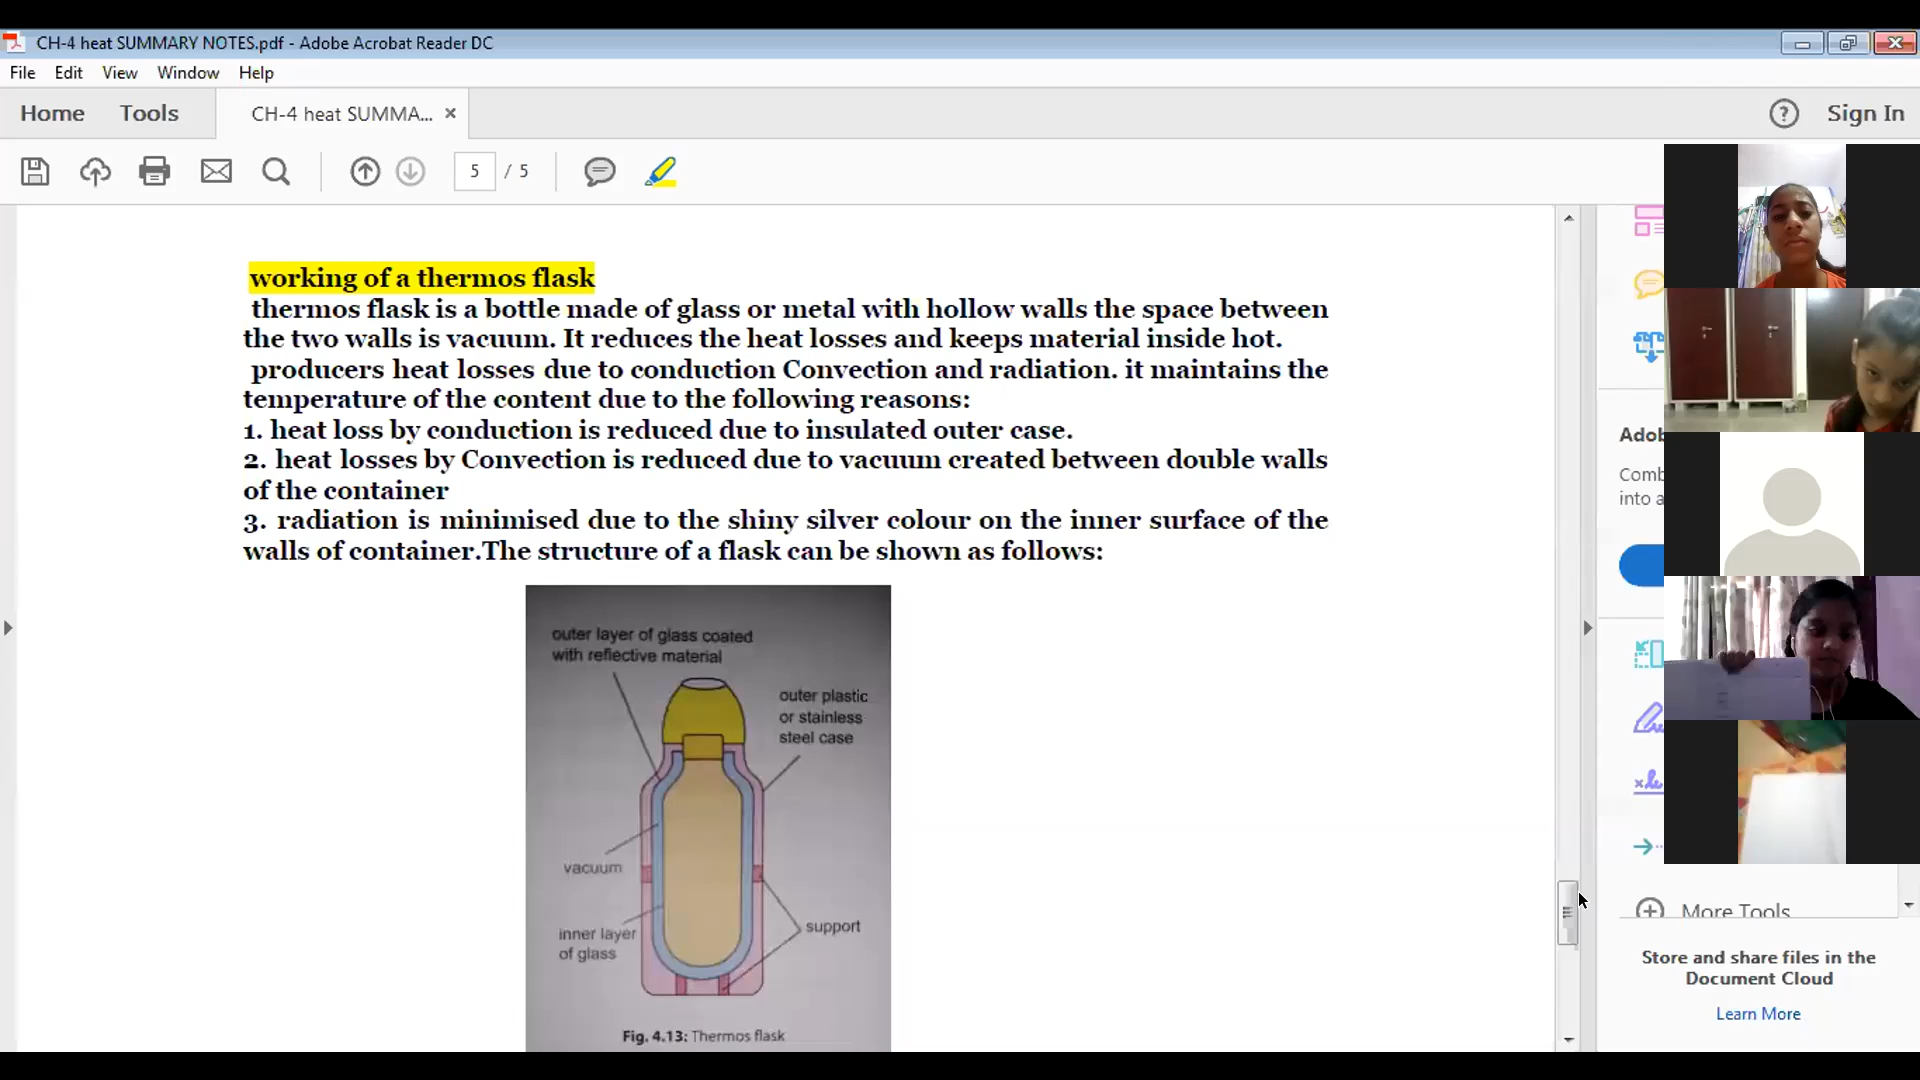 CH-4 heat SUMMARY NOTES.pdf - Adobe Acrobat Reader DC
File Edit View Window Help
Home Tools CH-4 heat SUMMA... × Sign In
5 / 5
working of a thermos flask
thermos flask is a bottle made of glass or metal with hollow walls the space between
the two walls is vacuum. It reduces the heat losses and keeps material inside hot.
producers heat losses due to conduction Convection and radiation. it maintains the
temperature of the content due to the following reasons:
1. heat loss by conduction is reduced due to insulated outer case.
2. heat losses by Convection is reduced due to vacuum created between double walls
of the container
3. radiation is minimised due to the shiny silver colour on the inner surface of the
walls of container.The structure of a flask can be shown as follows:
outer layer of glass coated
with reflective material
outer plastic
or stainless
steel case
vacuum
inner layer
of glass
support
Fig. 4.13: Thermos flask
Adob
Comb
into a
More Tools
Store and share files in the
Document Cloud
Learn More